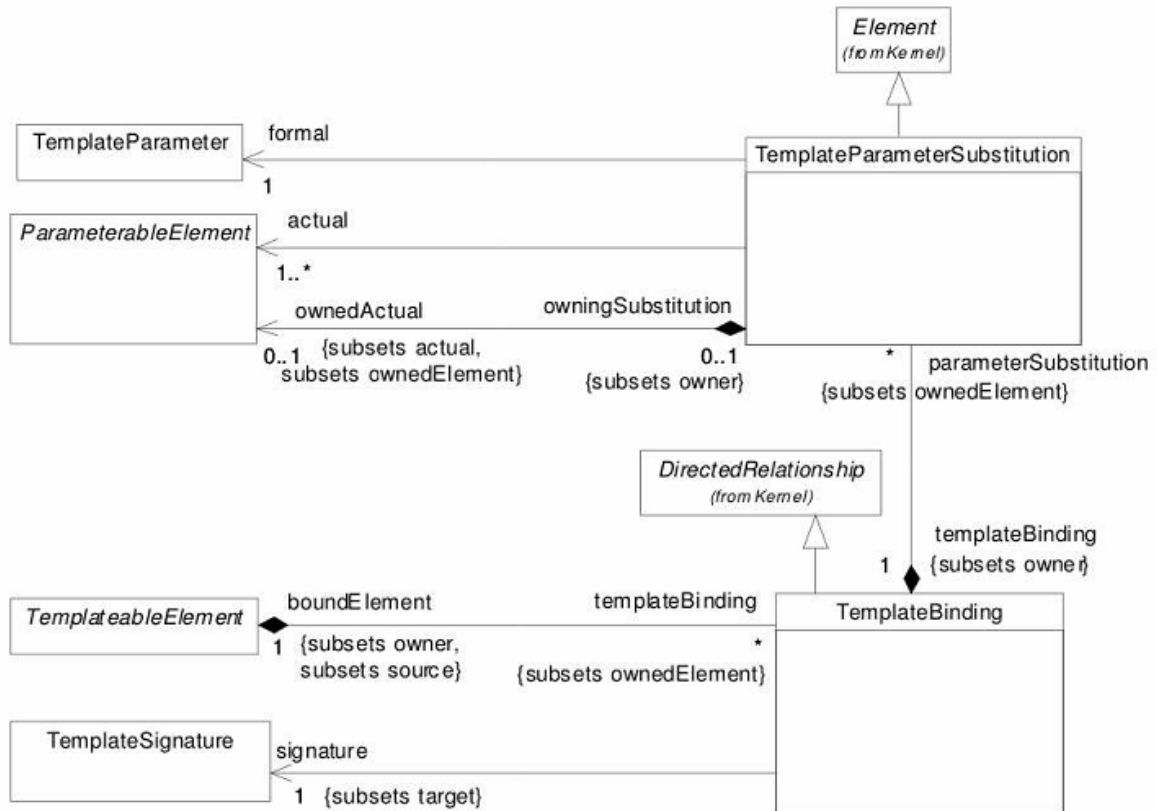 Element
(from Kernel)
TemplateParameter
formal
1
TemplateParameterSubstitution
ParameterableElement
actual
1..*
ownedActual
0..1 {subsets actual,
subsets ownedElement}
owningSubstitution
0..1
{subsets owner}
* parameterSubstitution
{subsets ownedElement}
DirectedRelationship
(from Kernel)
templateBinding
1 {subsets owner}
TemplateableElement
boundElement
1 {subsets owner,
subsets source}
templateBinding
*
{subsets ownedElement}
TemplateBinding
TemplateSignature
signature
1 {subsets target}